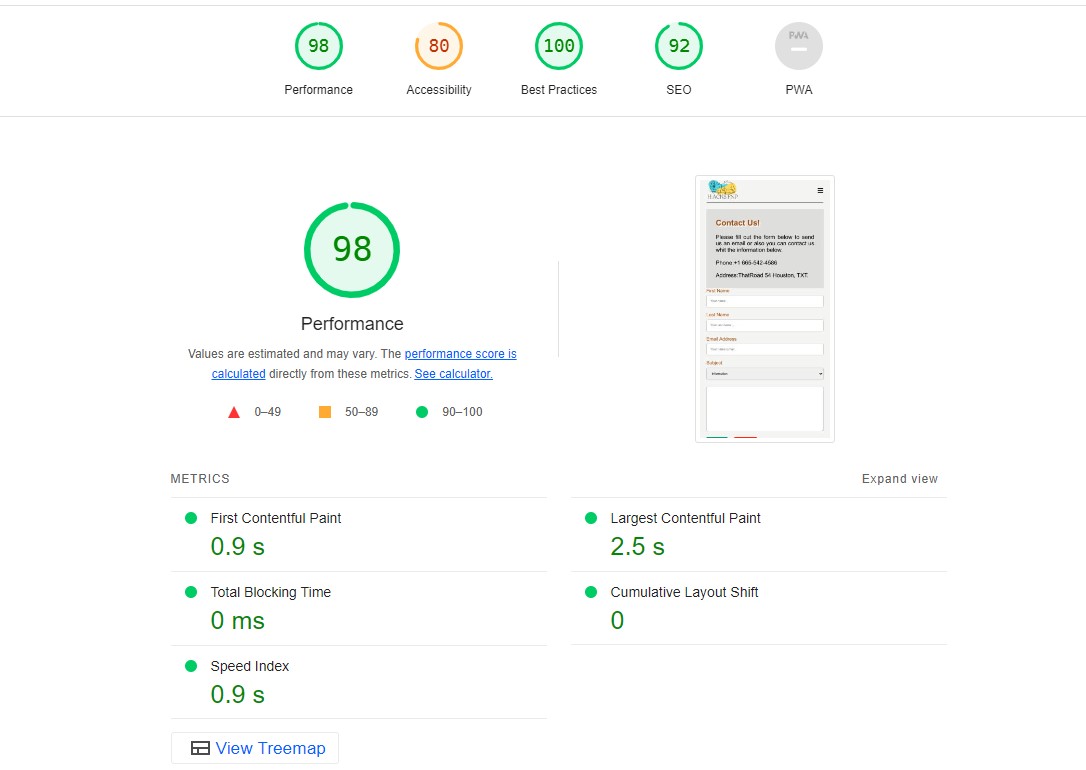 98
80
100
92
PWA
Performance
Accessibility
Best Practices
SEO
PWA
98
Performance
Values are estimated and may vary. The performance score is
calculated directly from these metrics. See calculator.
0–49
50–89
90–100
Contact Us!
Please fill out the form below to send
us an email or also you can contact us
whit the information below.
Phone +1 665-542-4586
Address:ThatRoad 54 Houston, TXT.
First Name
Last Name
Email Address
Subject
Information
METRICS
Expand view
First Contentful Paint
0.9 s
Largest Contentful Paint
2.5 s
Total Blocking Time
0 ms
Cumulative Layout Shift
0
Speed Index
0.9 s
View Treemap